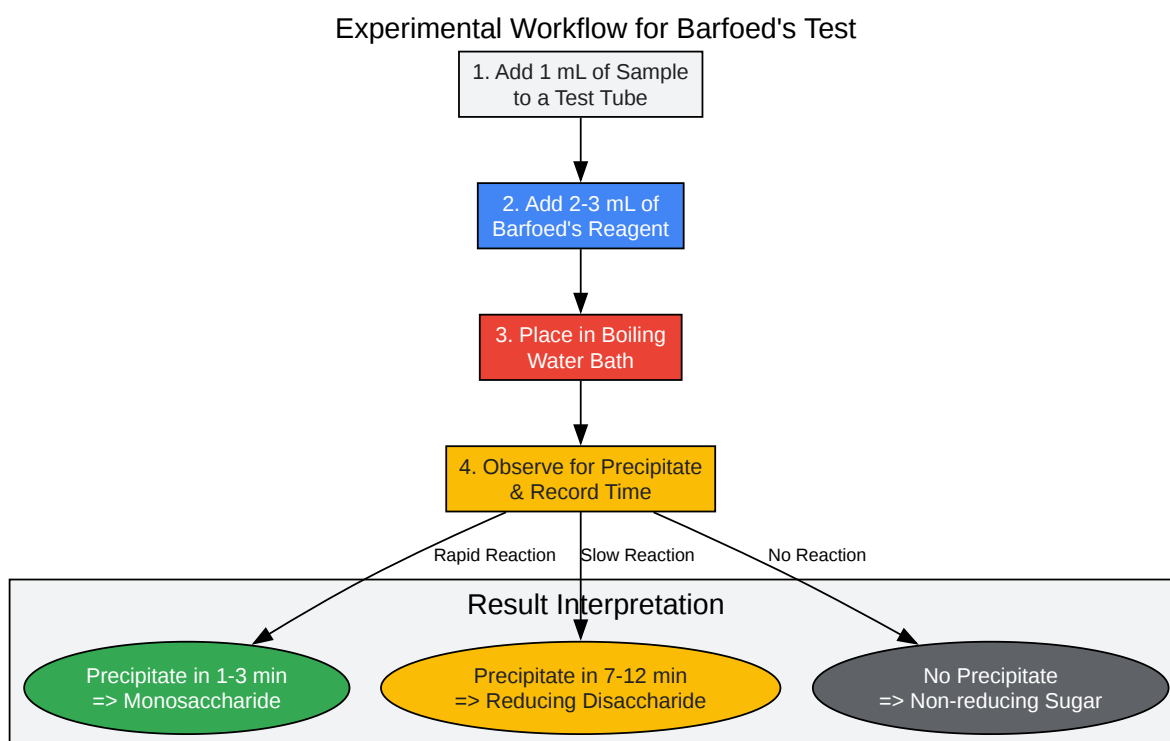 Experimental Workflow for Barfoed's Test
1. Add 1 mL of Sample
to a Test Tube
2. Add 2-3 mL of
Barfoed's Reagent
3. Place in Boiling
Water Bath
4. Observe for Precipitate
& Record Time
Rapid Reaction
Slow Reaction
No Reaction
Result Interpretation
Precipitate in 1-3 min
=> Monosaccharide
Precipitate in 7-12 min
=> Reducing Disaccharide
No Precipitate
=> Non-reducing Sugar